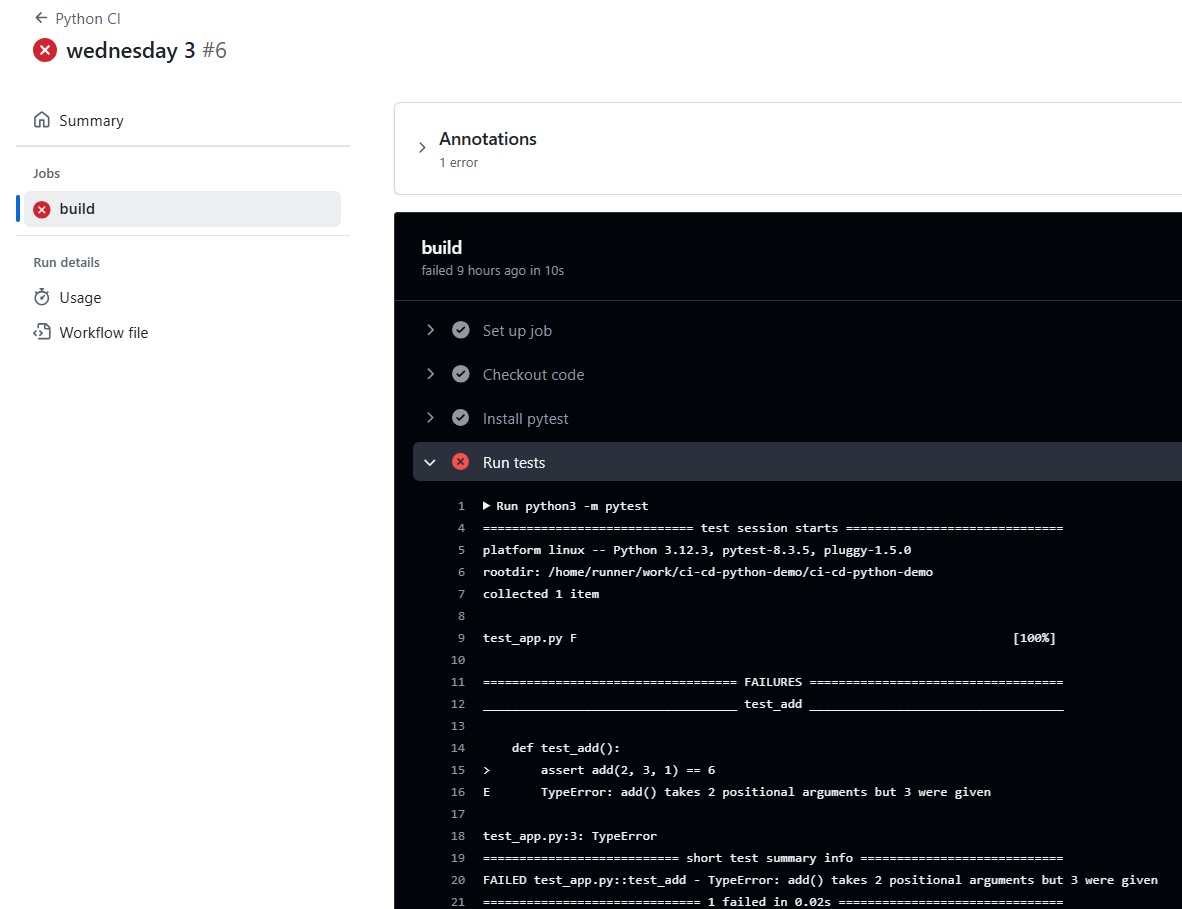 Python CI
wednesday 3 #6
Summary
Jobs
build
Run details
Usage
Workflow file
Annotations
1 error
build
failed 9 hours ago in 10s
Set up job
Checkout code
Install pytest
Run tests
1 Run python3 -m pytest
4 ============================= test session starts ==============================
5 platform linux -- Python 3.12.3, pytest-8.3.5, pluggy-1.5.0
6 rootdir: /home/runner/work/ci-cd-python-demo/ci-cd-python-demo
7 collected 1 item
8
9 test_app.py F [100%]
10
11 =================================== FAILURES ===================================
12 ___________________________________ test_add ___________________________________
13
14 def test_add():
15 > assert add(2, 3, 1) == 6
16 E TypeError: add() takes 2 positional arguments but 3 were given
17
18 test_app.py:3: TypeError
19 =========================== short test summary info ============================
20 FAILED test_app.py::test_add - TypeError: add() takes 2 positional arguments but 3 were given
21 ============================== 1 failed in 0.02s ===============================